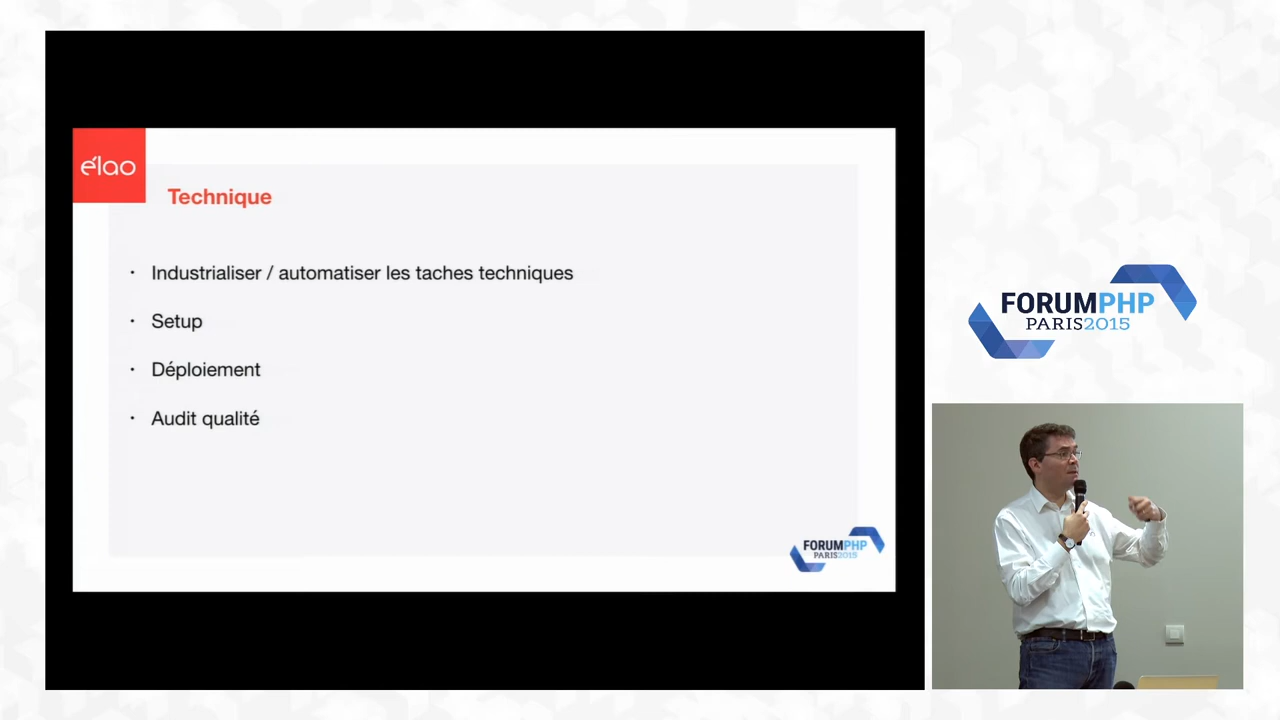 élao
Technique
· Industrialiser / automatiser les taches techniques
· Setup
· Déploiement
· Audit qualité
FORUMPHP
PARIS2015
FORUMPHP
PARIS2015